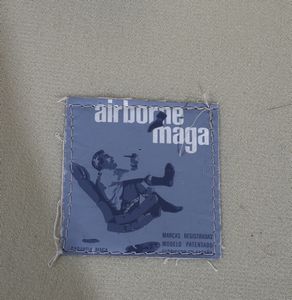 airborne
maga
MARCAS REGISTRADAS
MODELO PATENTADO